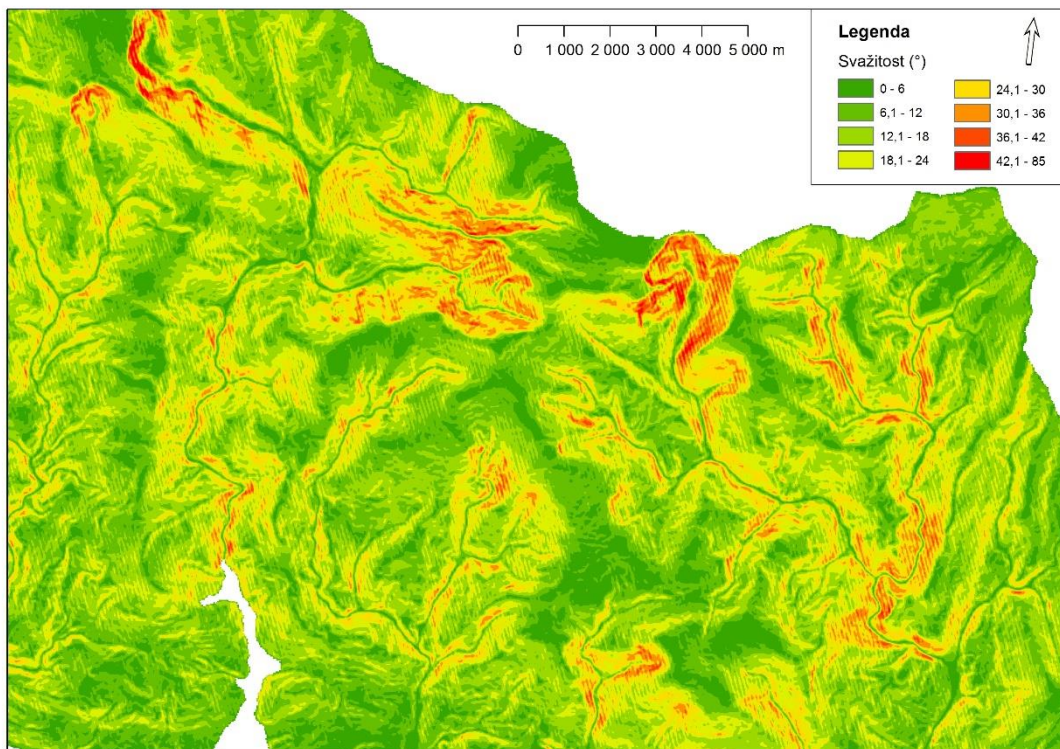 0 1 000 2 000 3 000 4 000 5 000 m
Legenda
Svažitost (°)
0 - 6
6,1 - 12
12,1 - 18
18,1 - 24
24,1 - 30
30,1 - 36
36,1 - 42
42,1 - 85